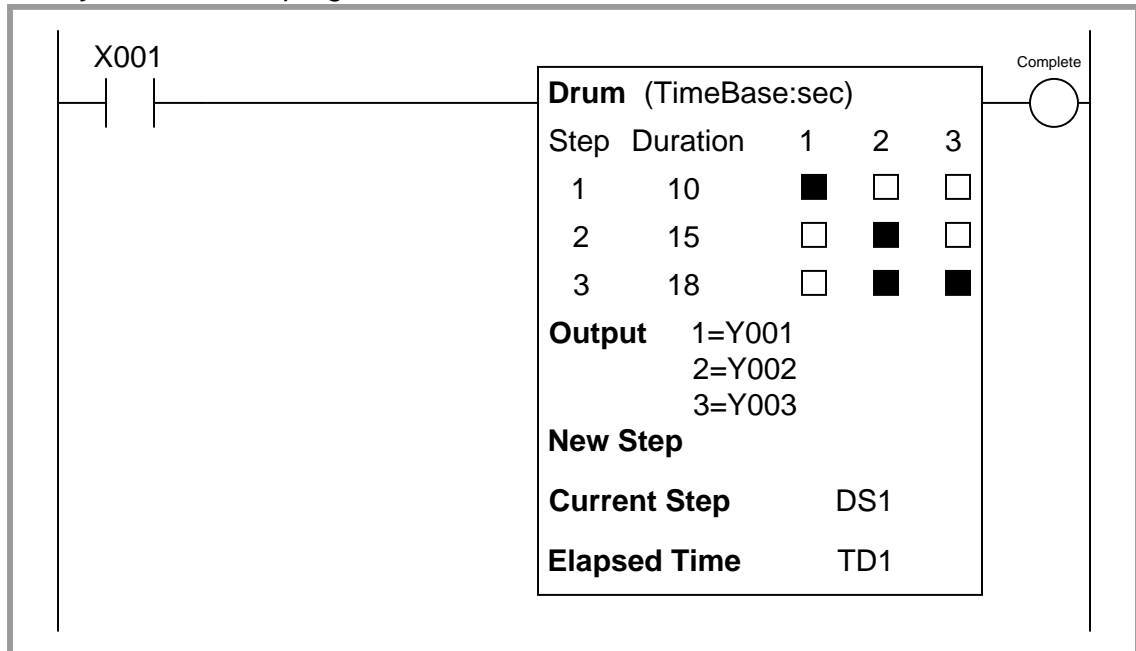 X001
Complete
Drum (TimeBase:sec)
Step Duration 1 2 3
1 10
2 15
3 18
Output 1=Y001
2=Y002
3=Y003
New Step
Current Step DS1
Elapsed Time TD1